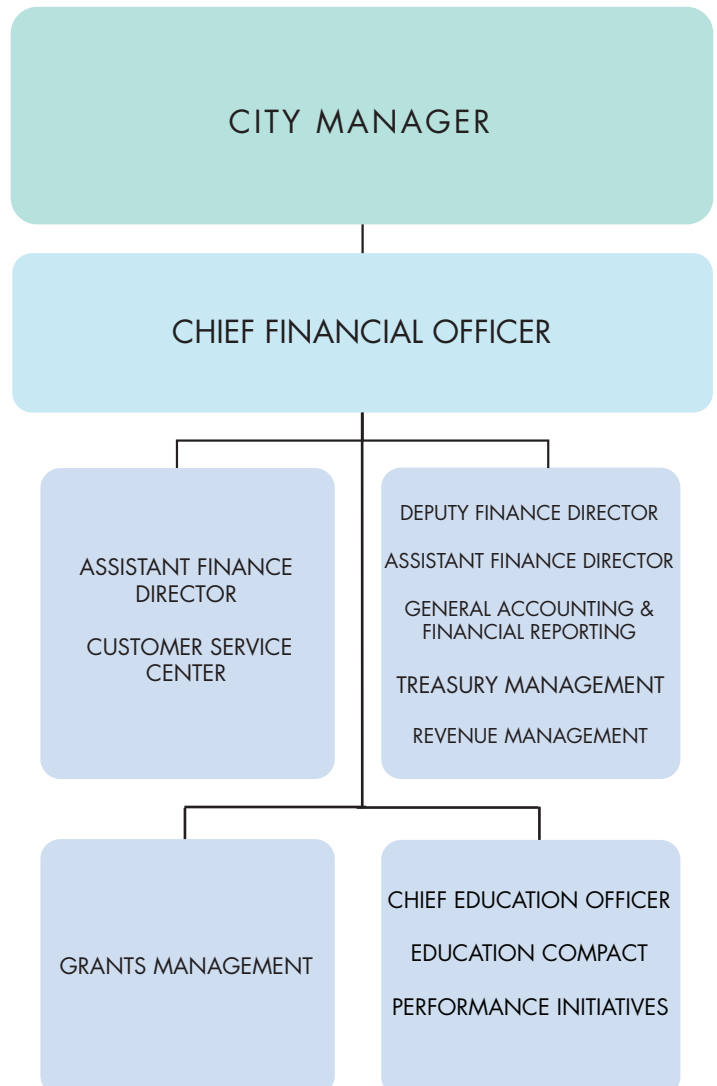 CITY MANAGER
CHIEF FINANCIAL OFFICER
ASSISTANT FINANCE
DIRECTOR
CUSTOMER SERVICE
CENTER
DEPUTY FINANCE DIRECTOR
ASSISTANT FINANCE DIRECTOR
GENERAL ACCOUNTING &
FINANCIAL REPORTING
TREASURY MANAGEMENT
REVENUE MANAGEMENT
GRANTS MANAGEMENT
CHIEF EDUCATION OFFICER
EDUCATION COMPACT
PERFORMANCE INITIATIVES